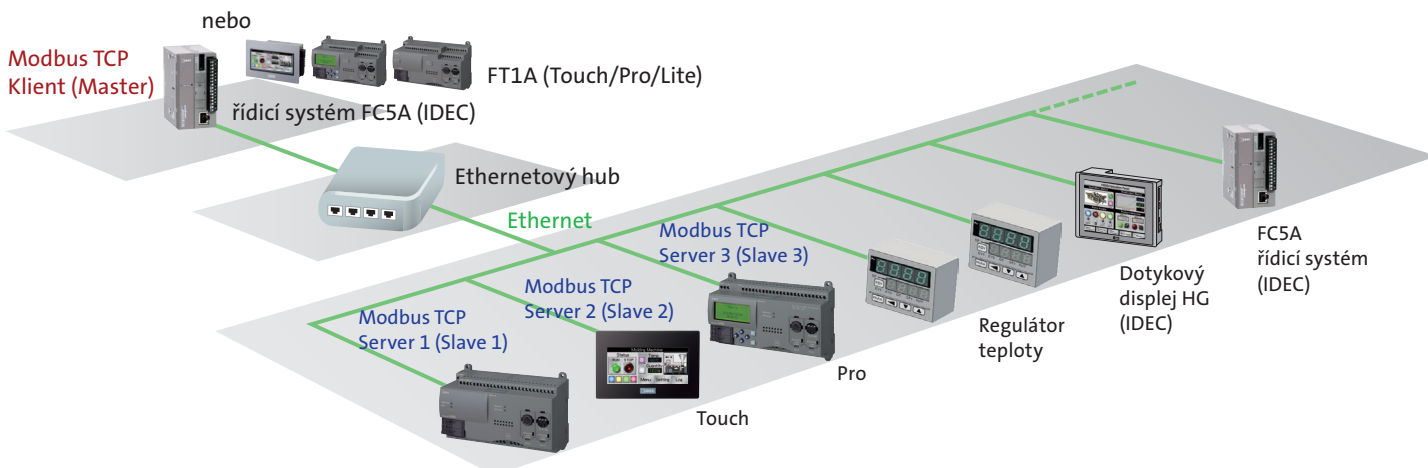 nebo
Modbus TCP
Klient (Master)
FT1A (Touch/Pro/Lite)
řídicí systém FC5A (IDEC)
Ethernetový hub
Ethernet
Modbus TCP
Server 3 (Slave 3)
Modbus TCP
Server 2 (Slave 2)
Modbus TCP
Server 1 (Slave 1)
FC5A
řídicí systém
(IDEC)
Dotykový
displej HG
(IDEC)
Regulátor
teploty
Pro
Touch